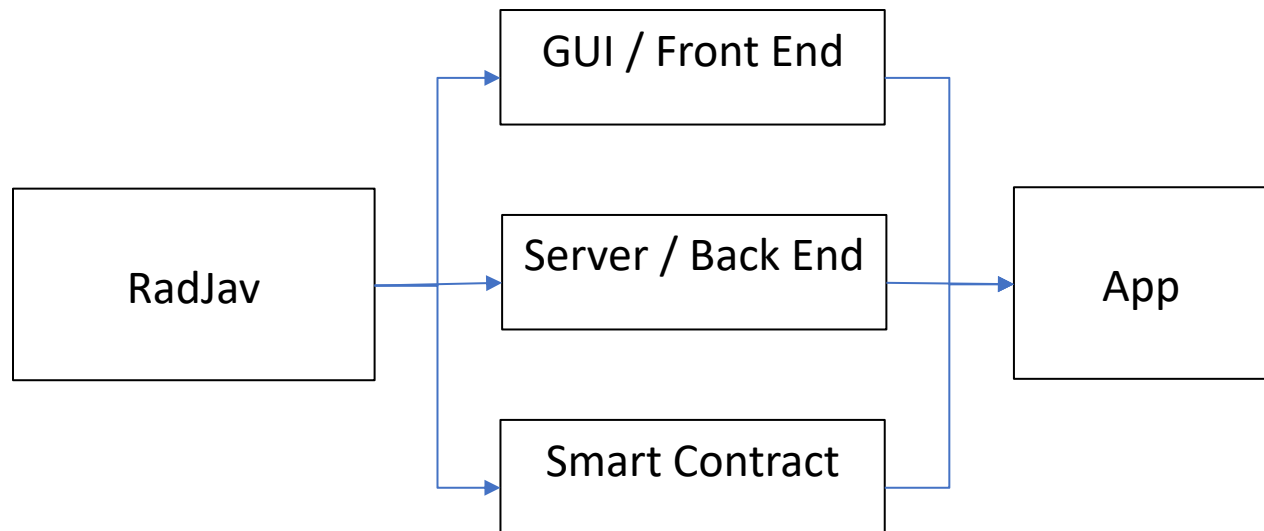 GUI / Front End
RadJav
Server / Back End
App
Smart Contract